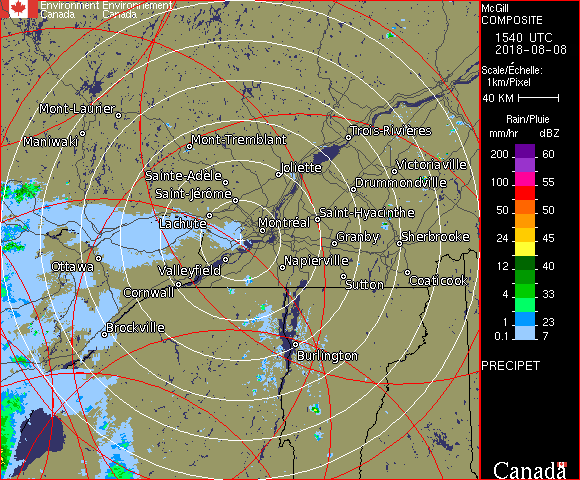 Environment Environnement
Canada Canada
McGill
COMPOSITE
1540 UTC
2018-08-08
Scale/Échelle:
1km/Pixel
40 KM
Rain/Pluie
mm/hr dBZ
200 60
100 55
50 50
24 45
12 40
4 33
1 23
0.1 7
PRECIPET
Canada
Mont-Laurier
Maniwaki
Mont-Tremblant
Trois-Rivières
Joliette
Victoriaville
Sainte-Adèle
Drummondville
Saint-Jérôme
Lachute
Montréal
Saint-Hyacinthe
Granby
Sherbrooke
Ottawa
Valleyfield
Napierville
Cornwall
Sutton
Coaticook
Brockville
Burlington